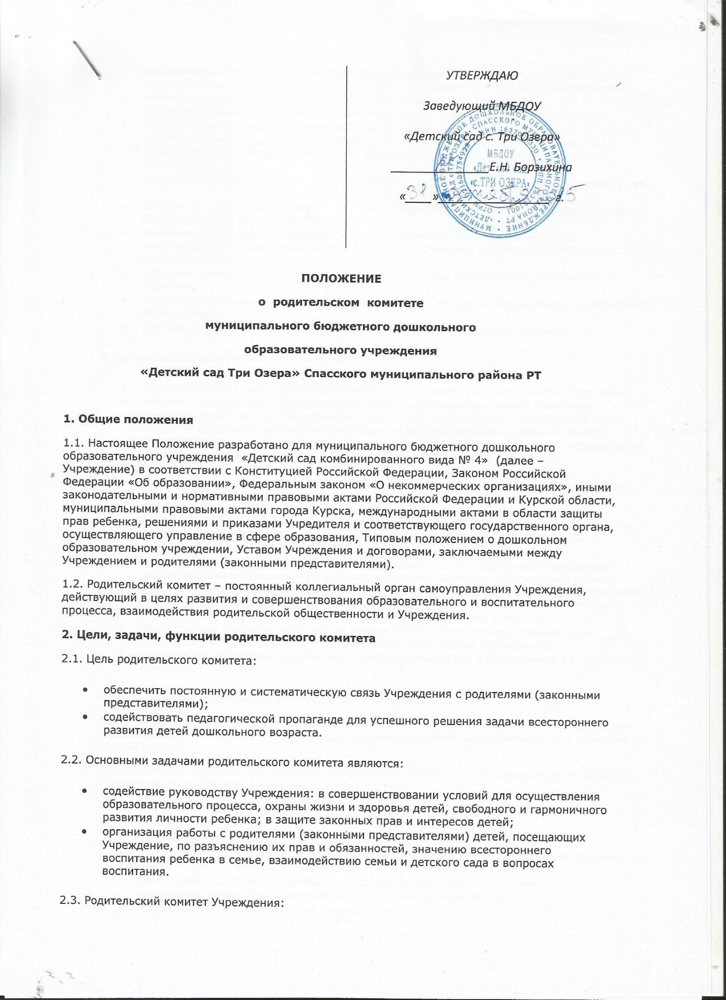 УТВЕРЖДАЮ
Заведующий МБДОУ
«Детский сад с. Три Озера»
Е.Н. Борзихина
«31» г.
МБДОУ
«Детский сад
«с.ТРИ ОЗЕРА»
ПОЛОЖЕНИЕ
о родительском комитете
муниципального бюджетного дошкольного
образовательного учреждения
«Детский сад Три Озера» Спасского муниципального района РТ
1. Общие положения
1.1. Настоящее Положение разработано для муниципального бюджетного дошкольного
образовательного учреждения «Детский сад комбинированного вида № 4» (далее –
Учреждение) в соответствии с Конституцией Российской Федерации, Законом Российской
Федерации «Об образовании», Федеральным законом «О некоммерческих организациях», иными
законодательными и нормативными правовыми актами Российской Федерации и Курской области,
муниципальными правовыми актами города Курска, международными актами в области защиты
прав ребенка, решениями и приказами Учредителя и соответствующего государственного органа,
осуществляющего управление в сфере образования, Типовым положением о дошкольном
образовательном учреждении, Уставом Учреждения и договорами, заключаемыми между
Учреждением и родителями (законными представителями).
1.2. Родительский комитет – постоянный коллегиальный орган самоуправления Учреждения,
действующий в целях развития и совершенствования образовательного и воспитательного
процесса, взаимодействия родительской общественности и Учреждения.
2. Цели, задачи, функции родительского комитета
2.1. Цель родительского комитета:
• обеспечить постоянную и систематическую связь Учреждения с родителями (законными
представителями);
• содействовать педагогической пропаганде для успешного решения задачи всестороннего
развития детей дошкольного возраста.
2.2. Основными задачами родительского комитета являются:
• содействие руководству Учреждения: в совершенствовании условий для осуществления
образовательного процесса, охраны жизни и здоровья детей, свободного и гармоничного
развития личности ребенка; в защите законных прав и интересов детей;
• организация работы с родителями (законными представителями) детей, посещающих
Учреждение, по разъяснению их прав и обязанностей, значению всестороннего
воспитания ребенка в семье, взаимодействию семьи и детского сада в вопросах
воспитания.
2.3. Родительский комитет Учреждения: